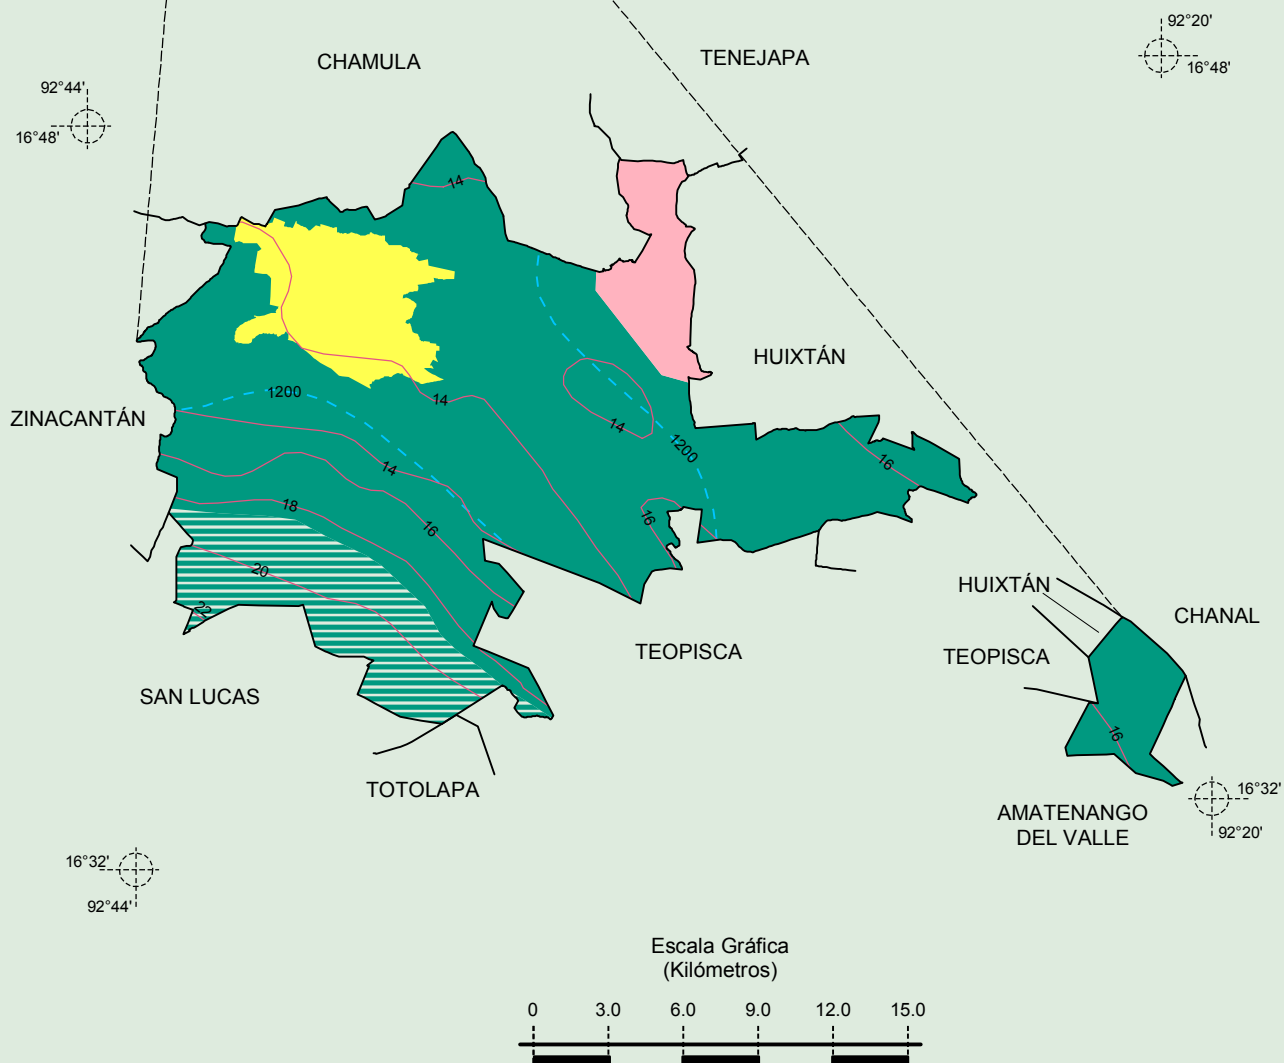 92°20'
16°48'
CHAMULA
TENEJAPA
92°44'
16°48'
14
HUIXTÁN
ZINACANTÁN
1200
14
14
1200
14
16
18
16
16
20
22
HUIXTÁN
CHANAL
TEOPISCA
TEOPISCA
SAN LUCAS
16
TOTOLAPA
16°32'
92°20'
AMATENANGO
DEL VALLE
16°32'
92°44'
Escala Gráfica
(Kilómetros)
0 3.0 6.0 9.0 12.0 15.0